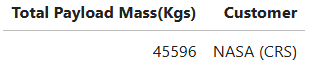 Total Payload Mass(Kgs) Customer
45596 NASA (CRS)